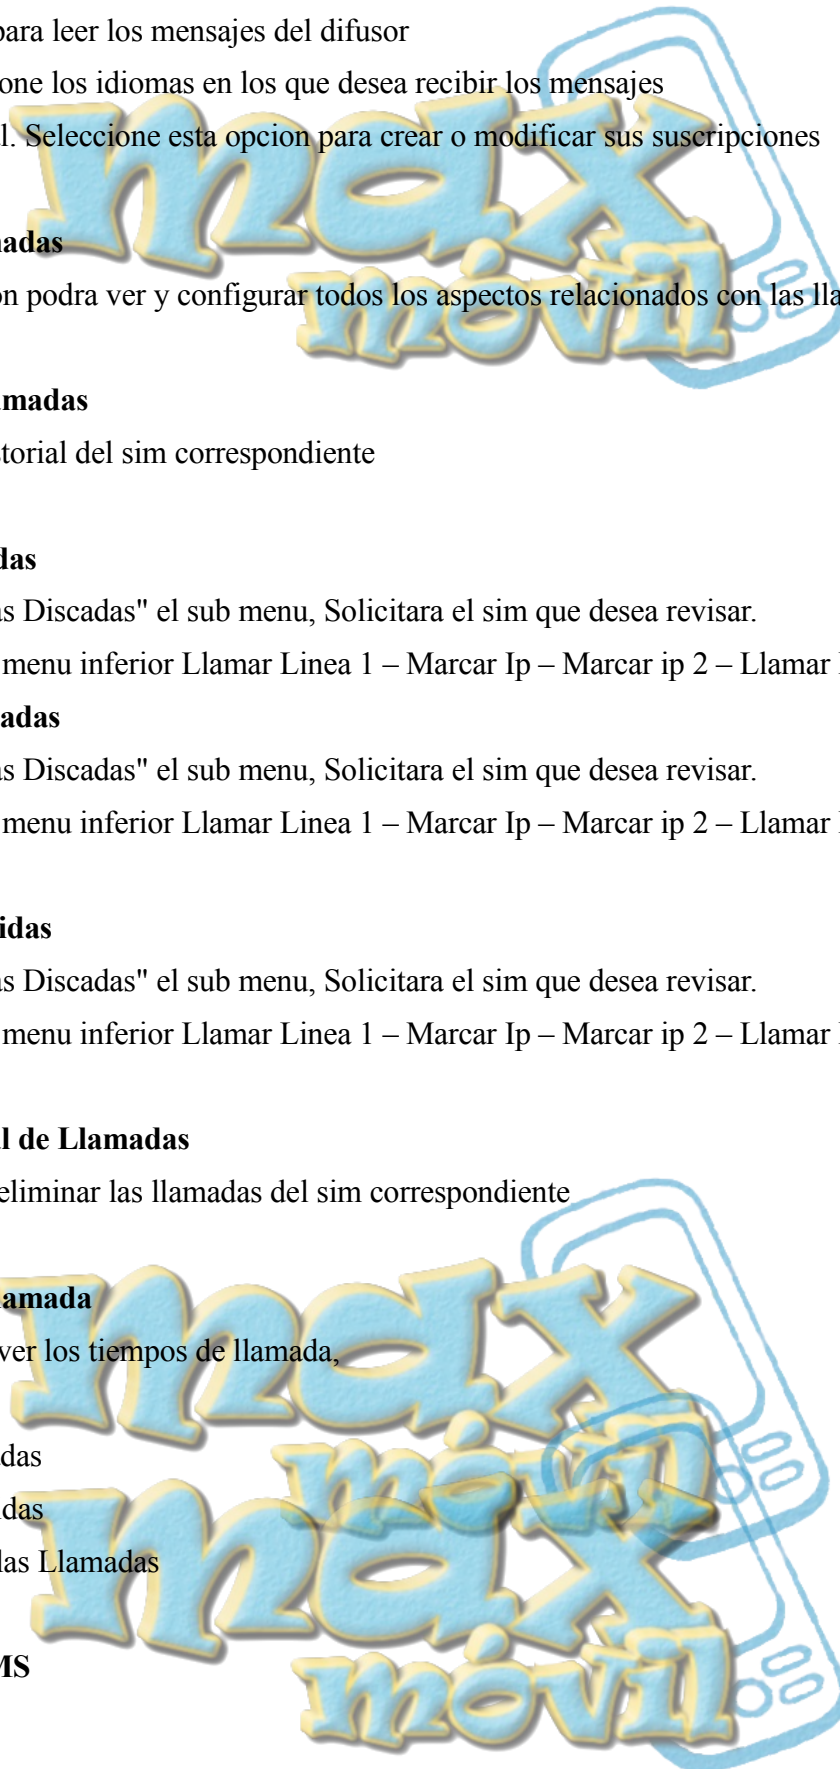 para leer los mensajes del difusor
one los idiomas en los que desea recibir los mensajes
l. Seleccione esta opcion para crear o modificar sus suscripciones
max
móvil
adas
on podra ver y configurar todos los aspectos relacionados con las lla
amadas
torial del sim correspondiente
das
as Discadas" el sub menu, Solicitara el sim que desea revisar.
menu inferior Llamar Linea 1 – Marcar Ip – Marcar ip 2 – Llamar
adas
as Discadas" el sub menu, Solicitara el sim que desea revisar.
menu inferior Llamar Linea 1 – Marcar Ip – Marcar ip 2 – Llamar
idas
as Discadas" el sub menu, Solicitara el sim que desea revisar.
menu inferior Llamar Linea 1 – Marcar Ip – Marcar ip 2 – Llamar
l de Llamadas
eliminar las llamadas del sim correspondiente
lamada
ver los tiempos de llamada,
max
móvil
das
idas
las Llamadas
max
móvil
MS